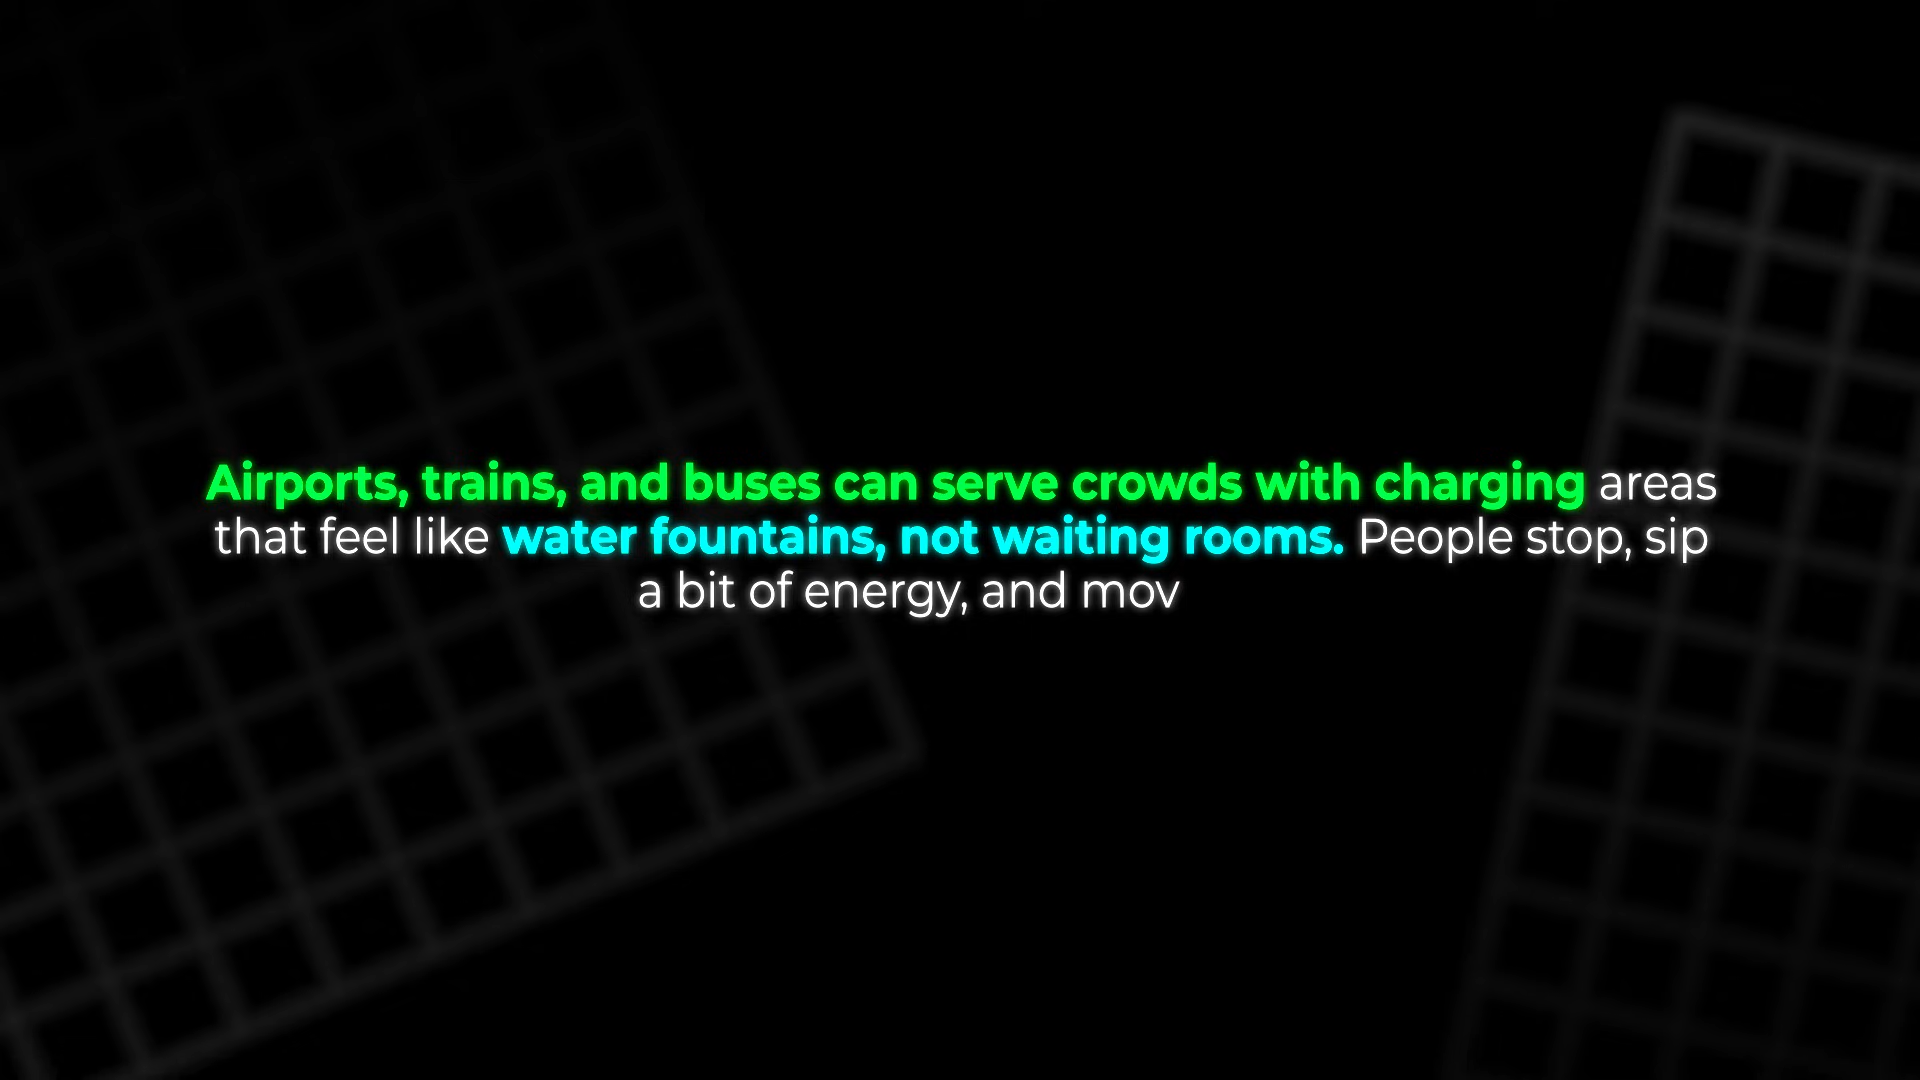 Airports, trains, and buses can serve crowds with charging areas
that feel like water fountains, not waiting rooms. People stop, sip
a bit of energy, and mov